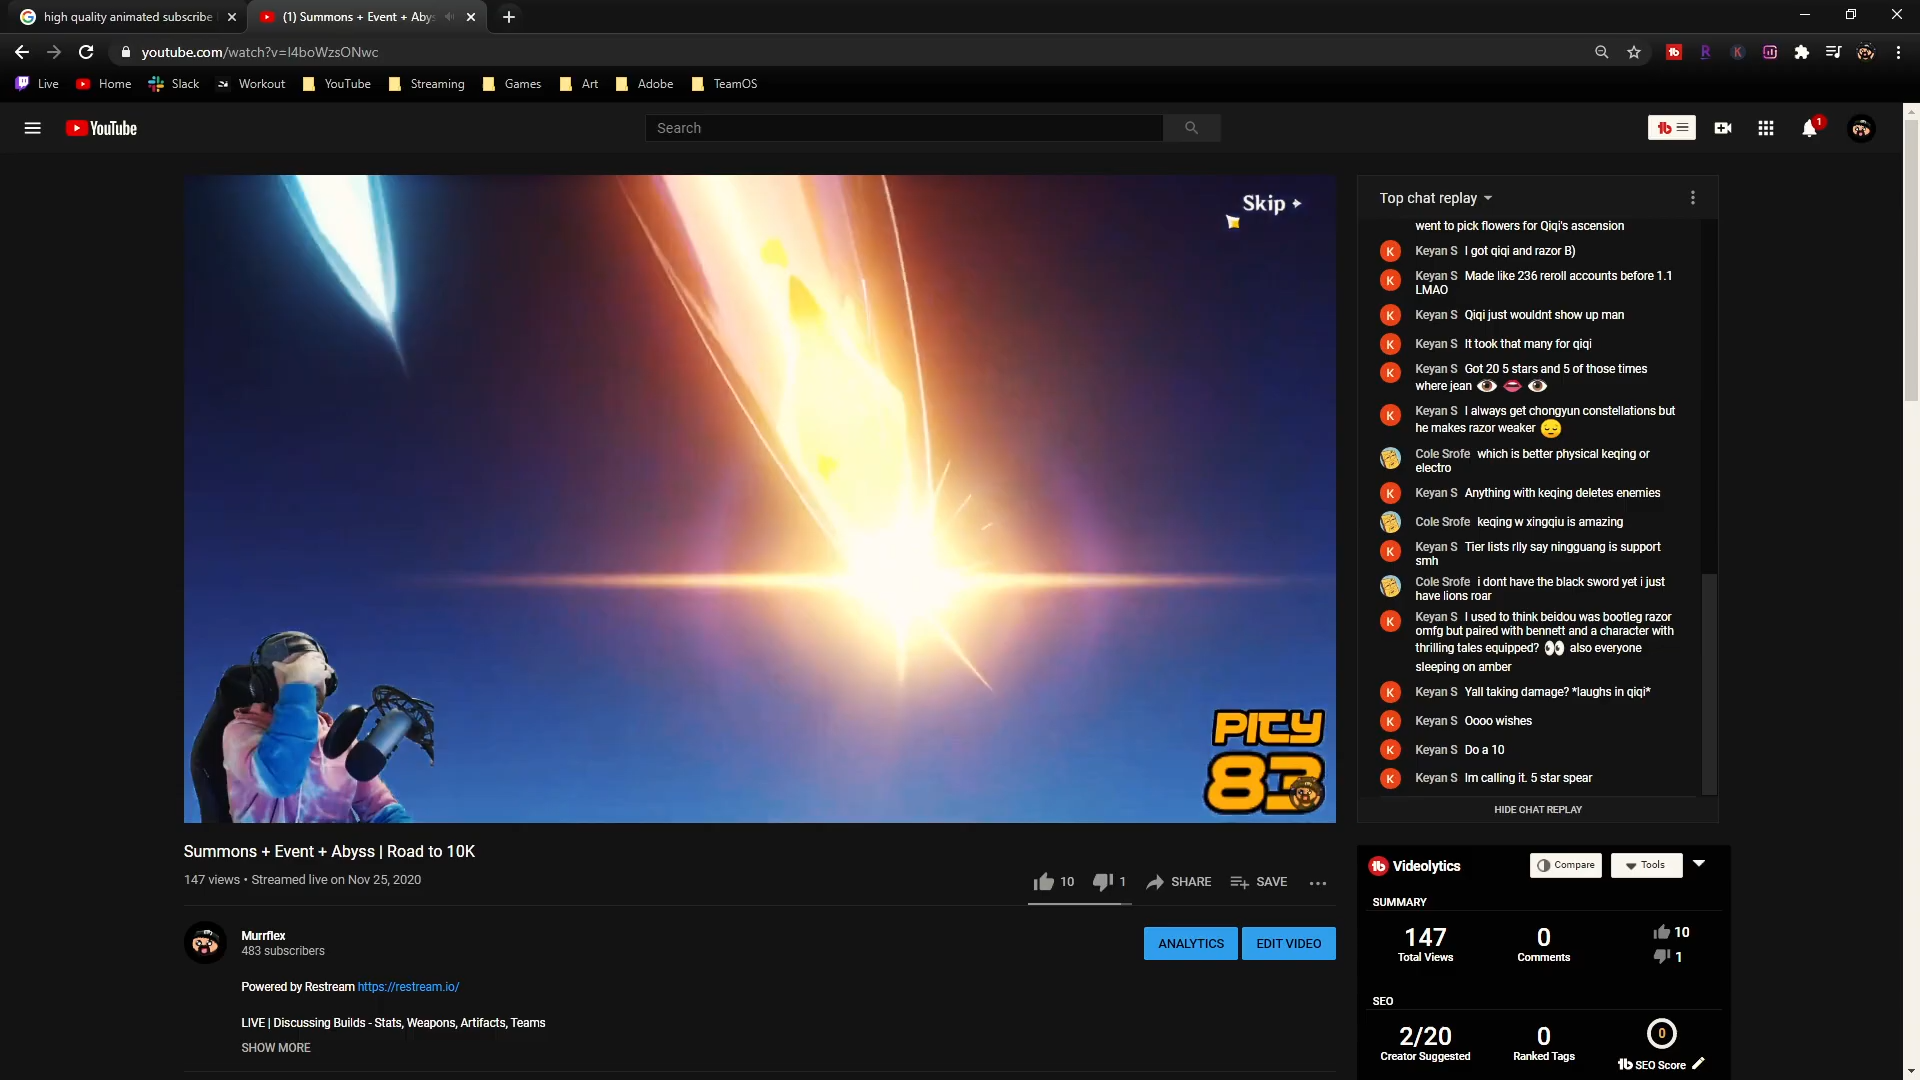 high quality animated subscribe
(1) Summons + Event + Abys
youtube.com/watch?v=I4boWzsONwc
Live
Home
Slack
Workout
YouTube
Streaming
Games
Art
Adobe
TeamOS
YouTube
Search
1
Skip
PITY
83
Top chat replay
went to pick flowers for Qiqi's ascension
Keyan S I got qiqi and razor B)
Keyan S Made like 236 reroll accounts before 1.1
LMAO
Keyan S Qiqi just wouldnt show up man
Keyan S It took that many for qiqi
Keyan S Got 20 5 stars and 5 of those times
where jean 👁️ 👄 👁️
Keyan S I always get chongyun constellations but
he makes razor weaker 😔
Cole Srofe which is better physical keqing or
electro
Keyan S Anything with keqing deletes enemies
Cole Srofe keqing w xingqiu is amazing
Keyan S Tier lists rlly say ningguang is support
smh
Cole Srofe i dont have the black sword yet i just
have lions roar
Keyan S I used to think beidou was bootleg razor
omfg but paired with bennett and a character with
thrilling tales equipped? 👀 also everyone
sleeping on amber
Keyan S Yall taking damage? *laughs in qiqi*
Keyan S Oooo wishes
Keyan S Do a 10
Keyan S Im calling it. 5 star spear
HIDE CHAT REPLAY
Summons + Event + Abyss | Road to 10K
147 views • Streamed live on Nov 25, 2020
10
1
SHARE
SAVE
Murrflex
483 subscribers
ANALYTICS
EDIT VIDEO
Powered by Restream https://restream.io/
LIVE | Discussing Builds - Stats, Weapons, Artifacts, Teams
SHOW MORE
Videolytics
Compare
Tools
SUMMARY
147
Total Views
0
Comments
10
1
SEO
2/20
Creator Suggested
0
Ranked Tags
0
SEO Score